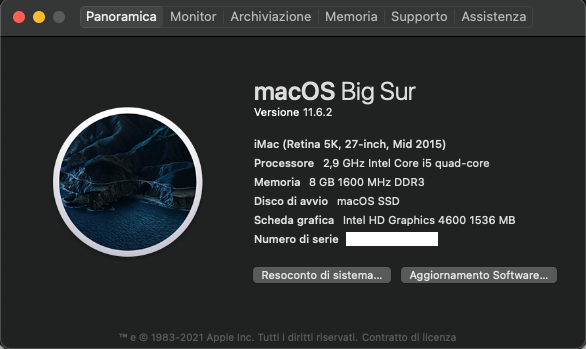 Panoramica Monitor Archiviazione Memoria Supporto Assistenza
macOS Big Sur
Versione 11.6.2
iMac (Retina 5K, 27-inch, Mid 2015)
Processore 2,9 GHz Intel Core i5 quad-core
Memoria 8 GB 1600 MHz DDR3
Disco di avvio macOS SSD
Scheda grafica Intel HD Graphics 4600 1536 MB
Numero di serie
Resoconto di sistema... Aggiornamento Software...
™ e © 1983-2021 Apple Inc. Tutti i diritti riservati. Contratto di licenza